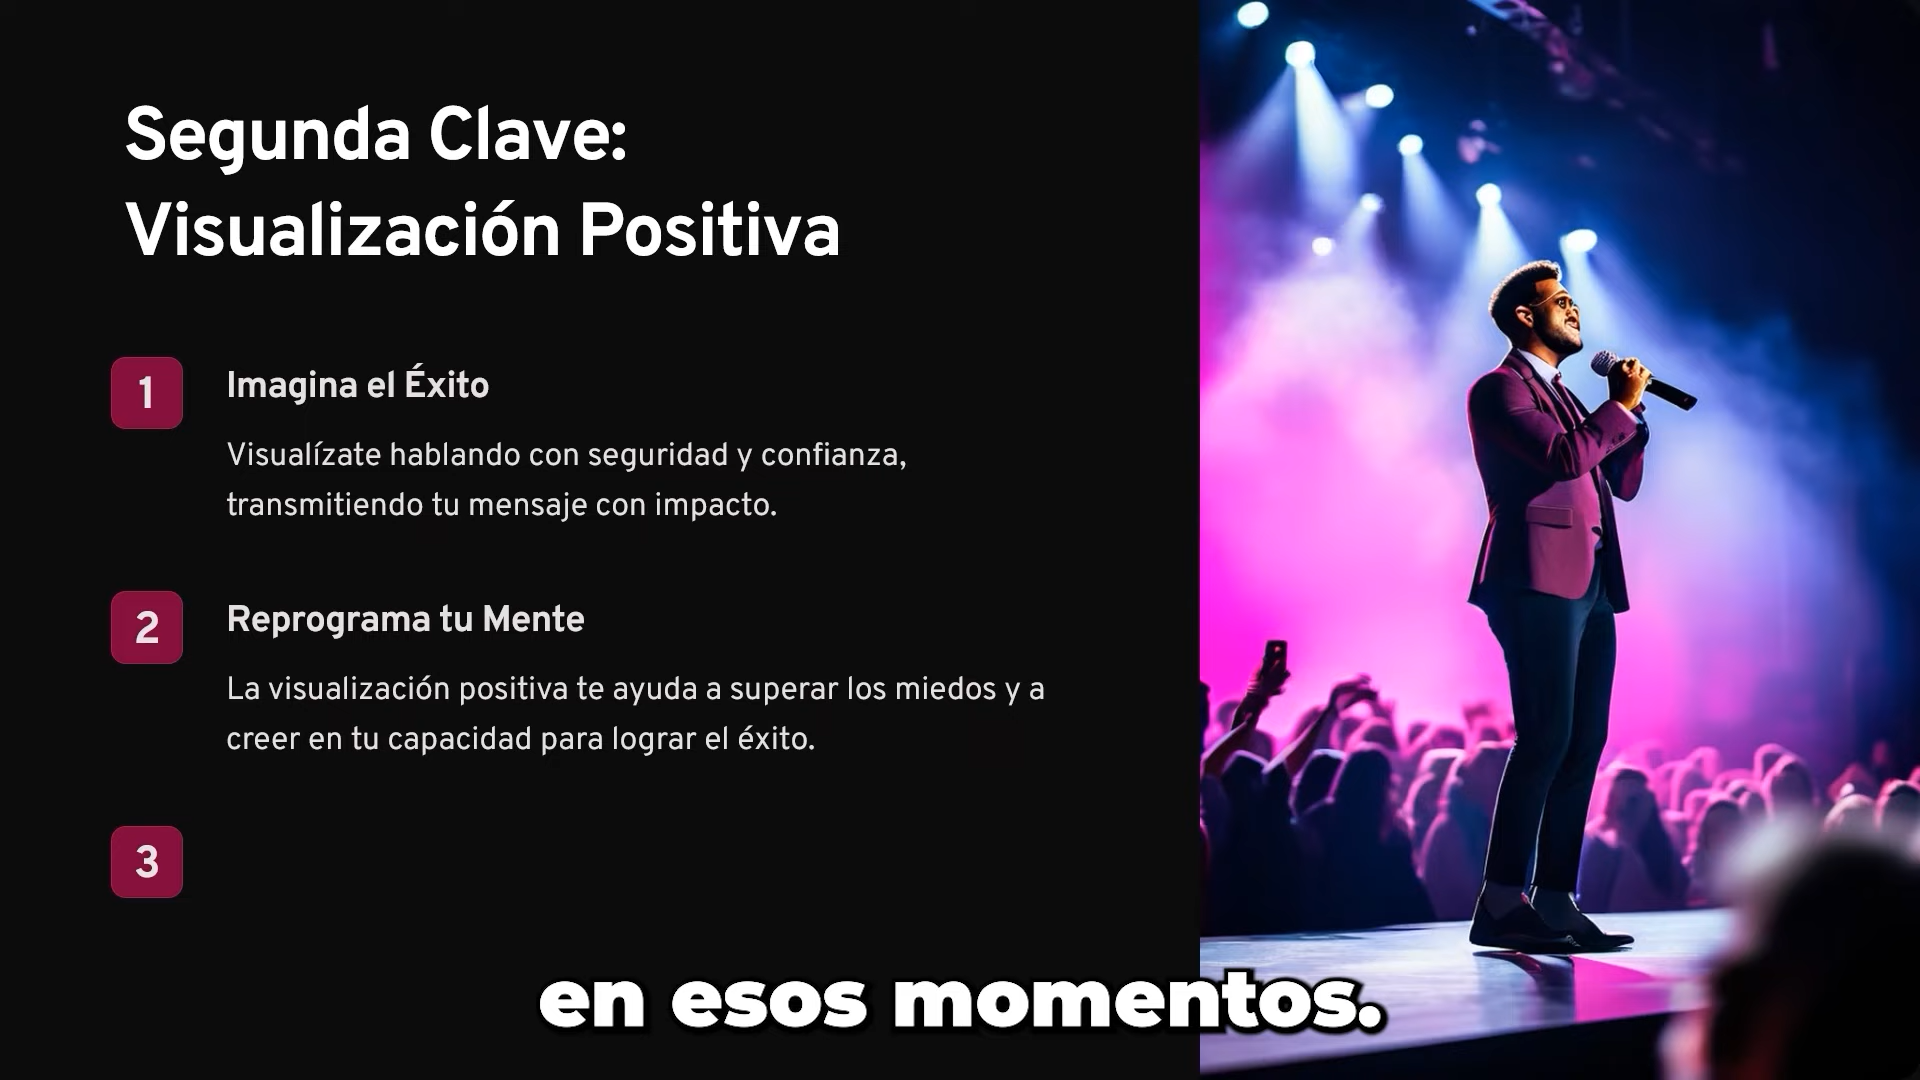 Segunda Clave:
Visualización Positiva
1
Imagina el Éxito
Visualízate hablando con seguridad y confianza,
transmitiendo tu mensaje con impacto.
2
Reprograma tu Mente
La visualización positiva te ayuda a superar los miedos y a
creer en tu capacidad para lograr el éxito.
3
en esos momentos.